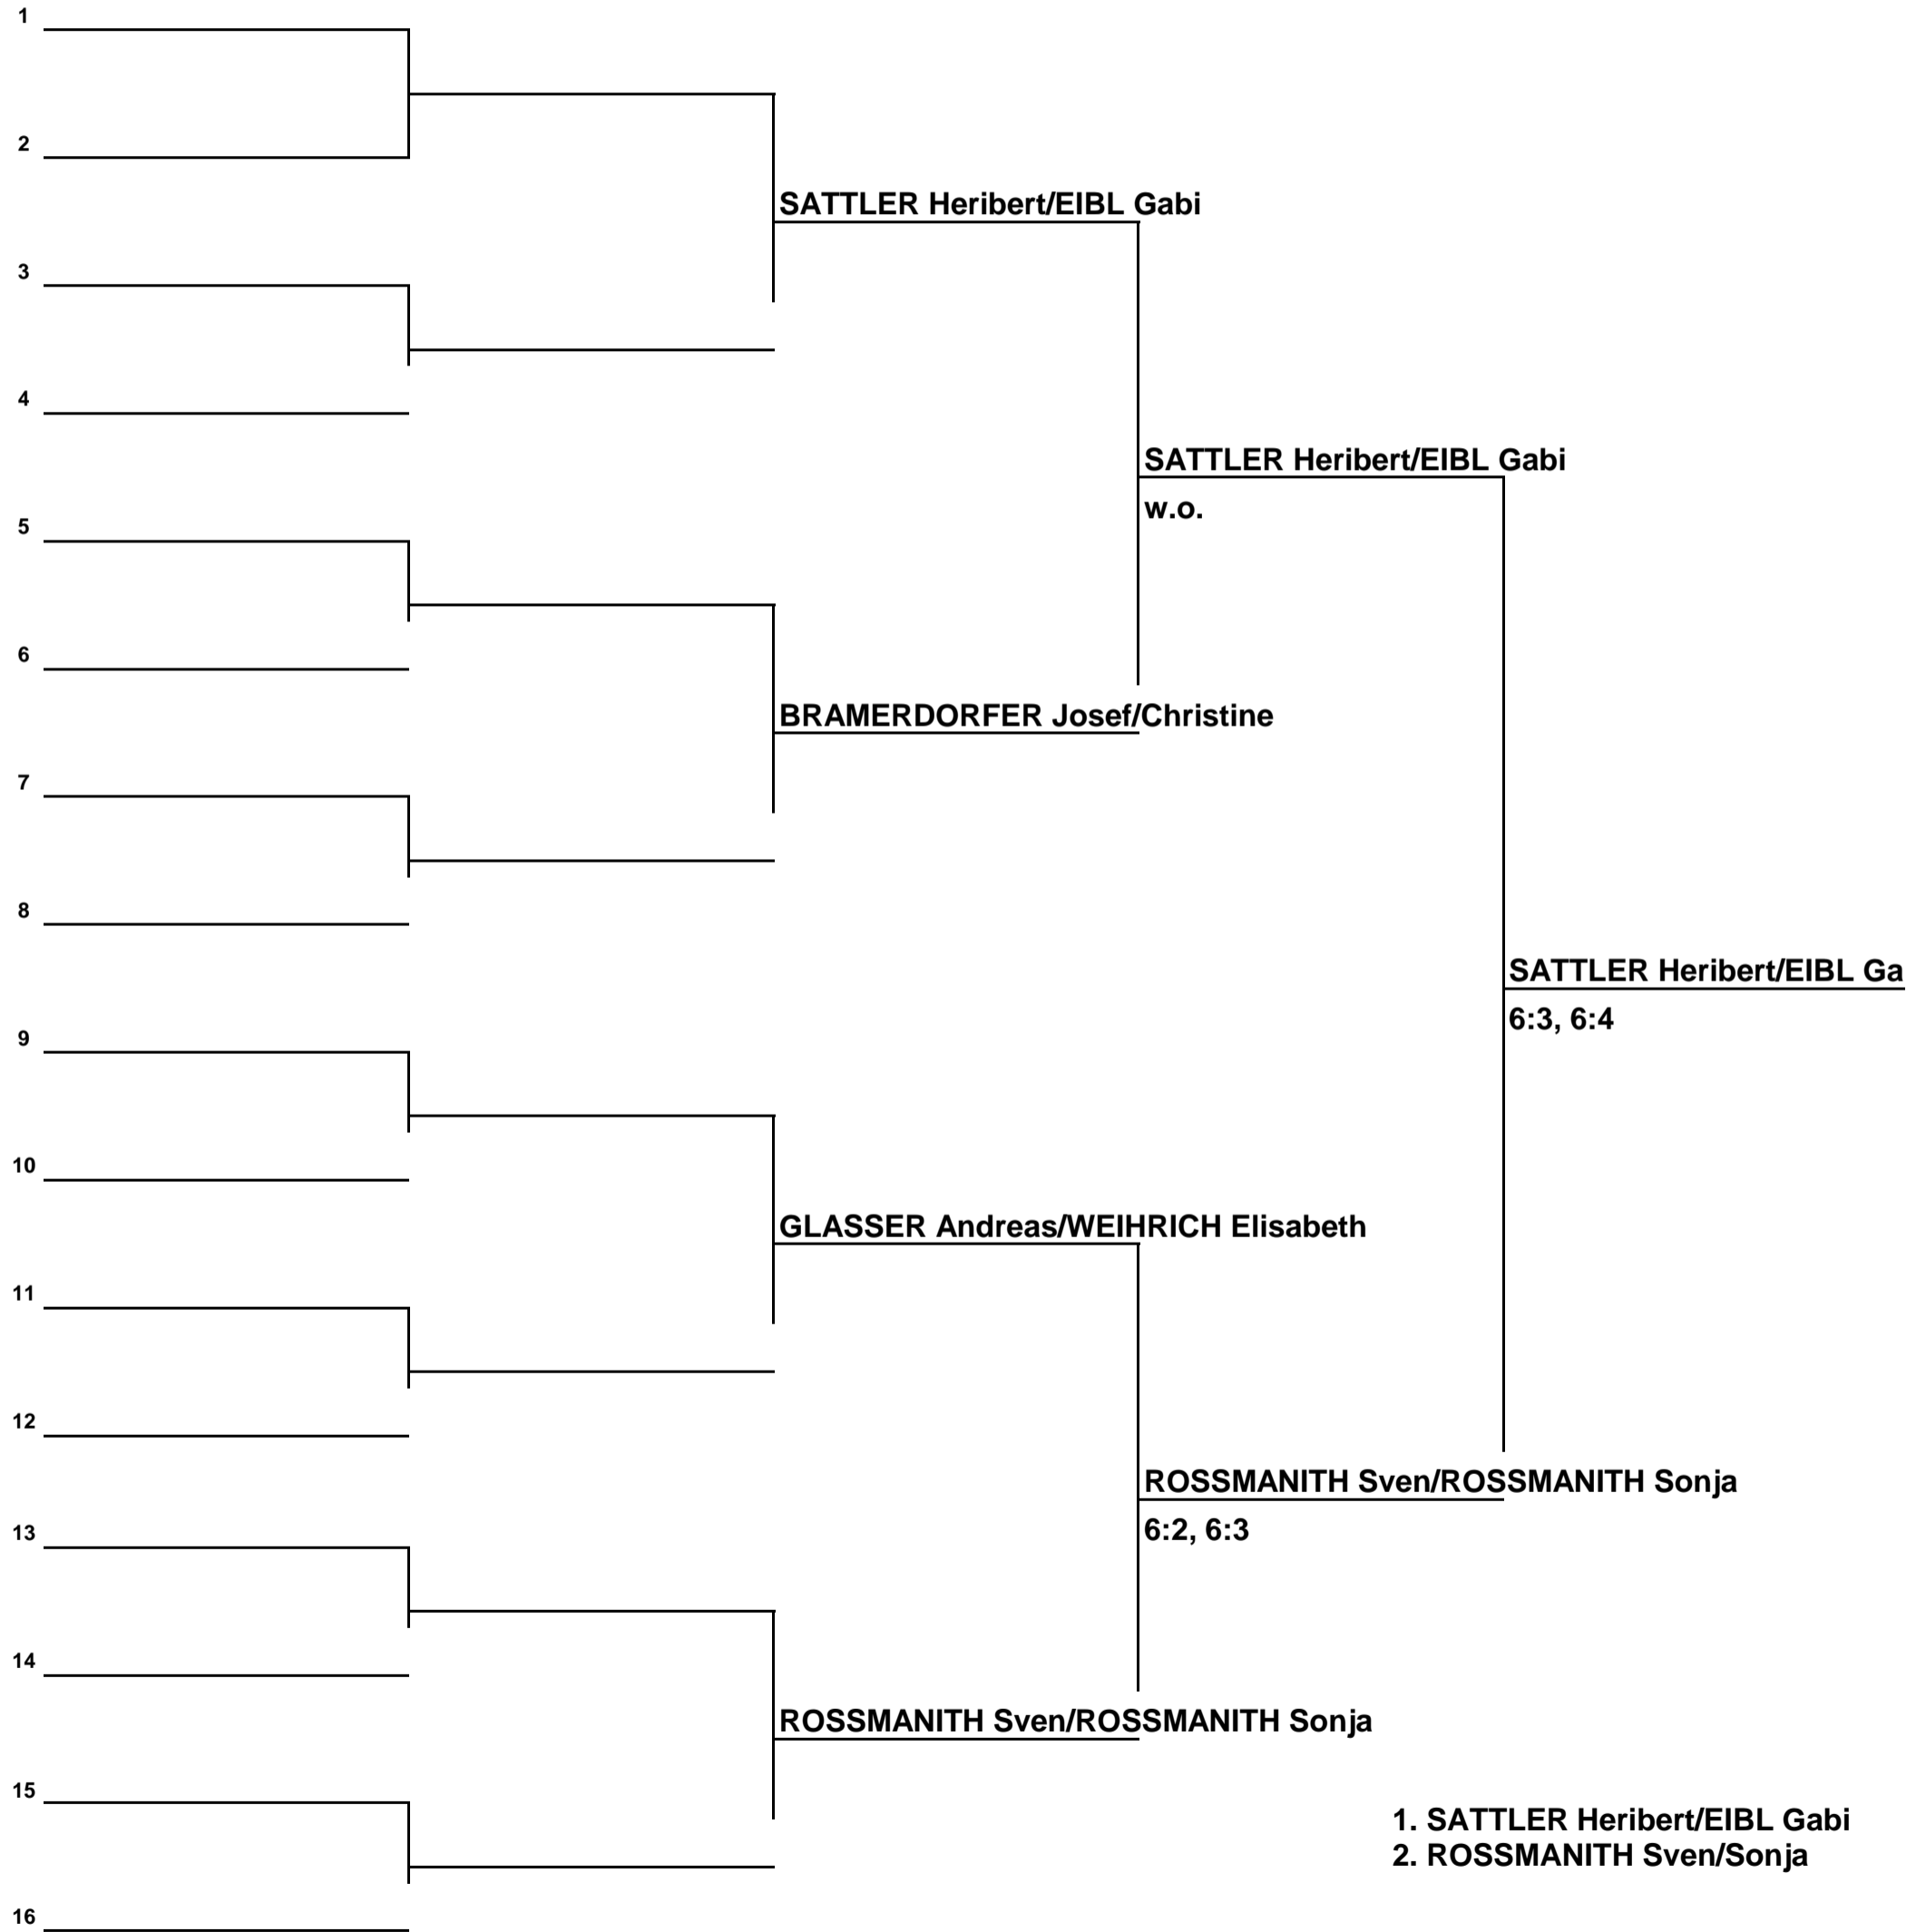 1
2
SATTLER Heribert/EIBL Gabi
3
4
SATTLER Heribert/EIBL Gabi
w.o.
5
6
BRAMERDORFER Josef/Christine
7
8
SATTLER Heribert/EIBL Ga
6:3, 6:4
9
10
GLASSER Andreas/WEIHRICH Elisabeth
11
12
ROSSMANITH Sven/ROSSMANITH Sonja
6:2, 6:3
13
14
ROSSMANITH Sven/ROSSMANITH Sonja
15
1. SATTLER Heribert/EIBL Gabi
2. ROSSMANITH Sven/Sonja
16